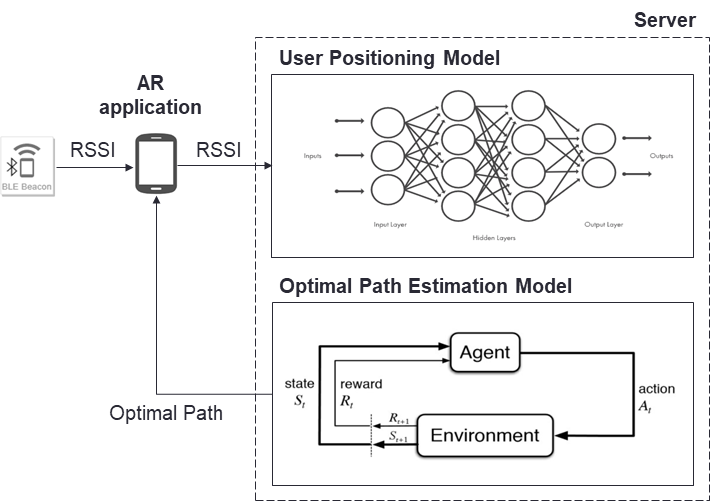 Server
User Positioning Model
AR
application
RSSI
RSSI
BLE Beacon
Inputs
Outputs
Input Layer
Hidden Layers
Output Layer
Optimal Path Estimation Model
Agent
state
S_t
reward
R_t
action
A_t
R_{t+1}
S_{t+1}
Environment
Optimal Path